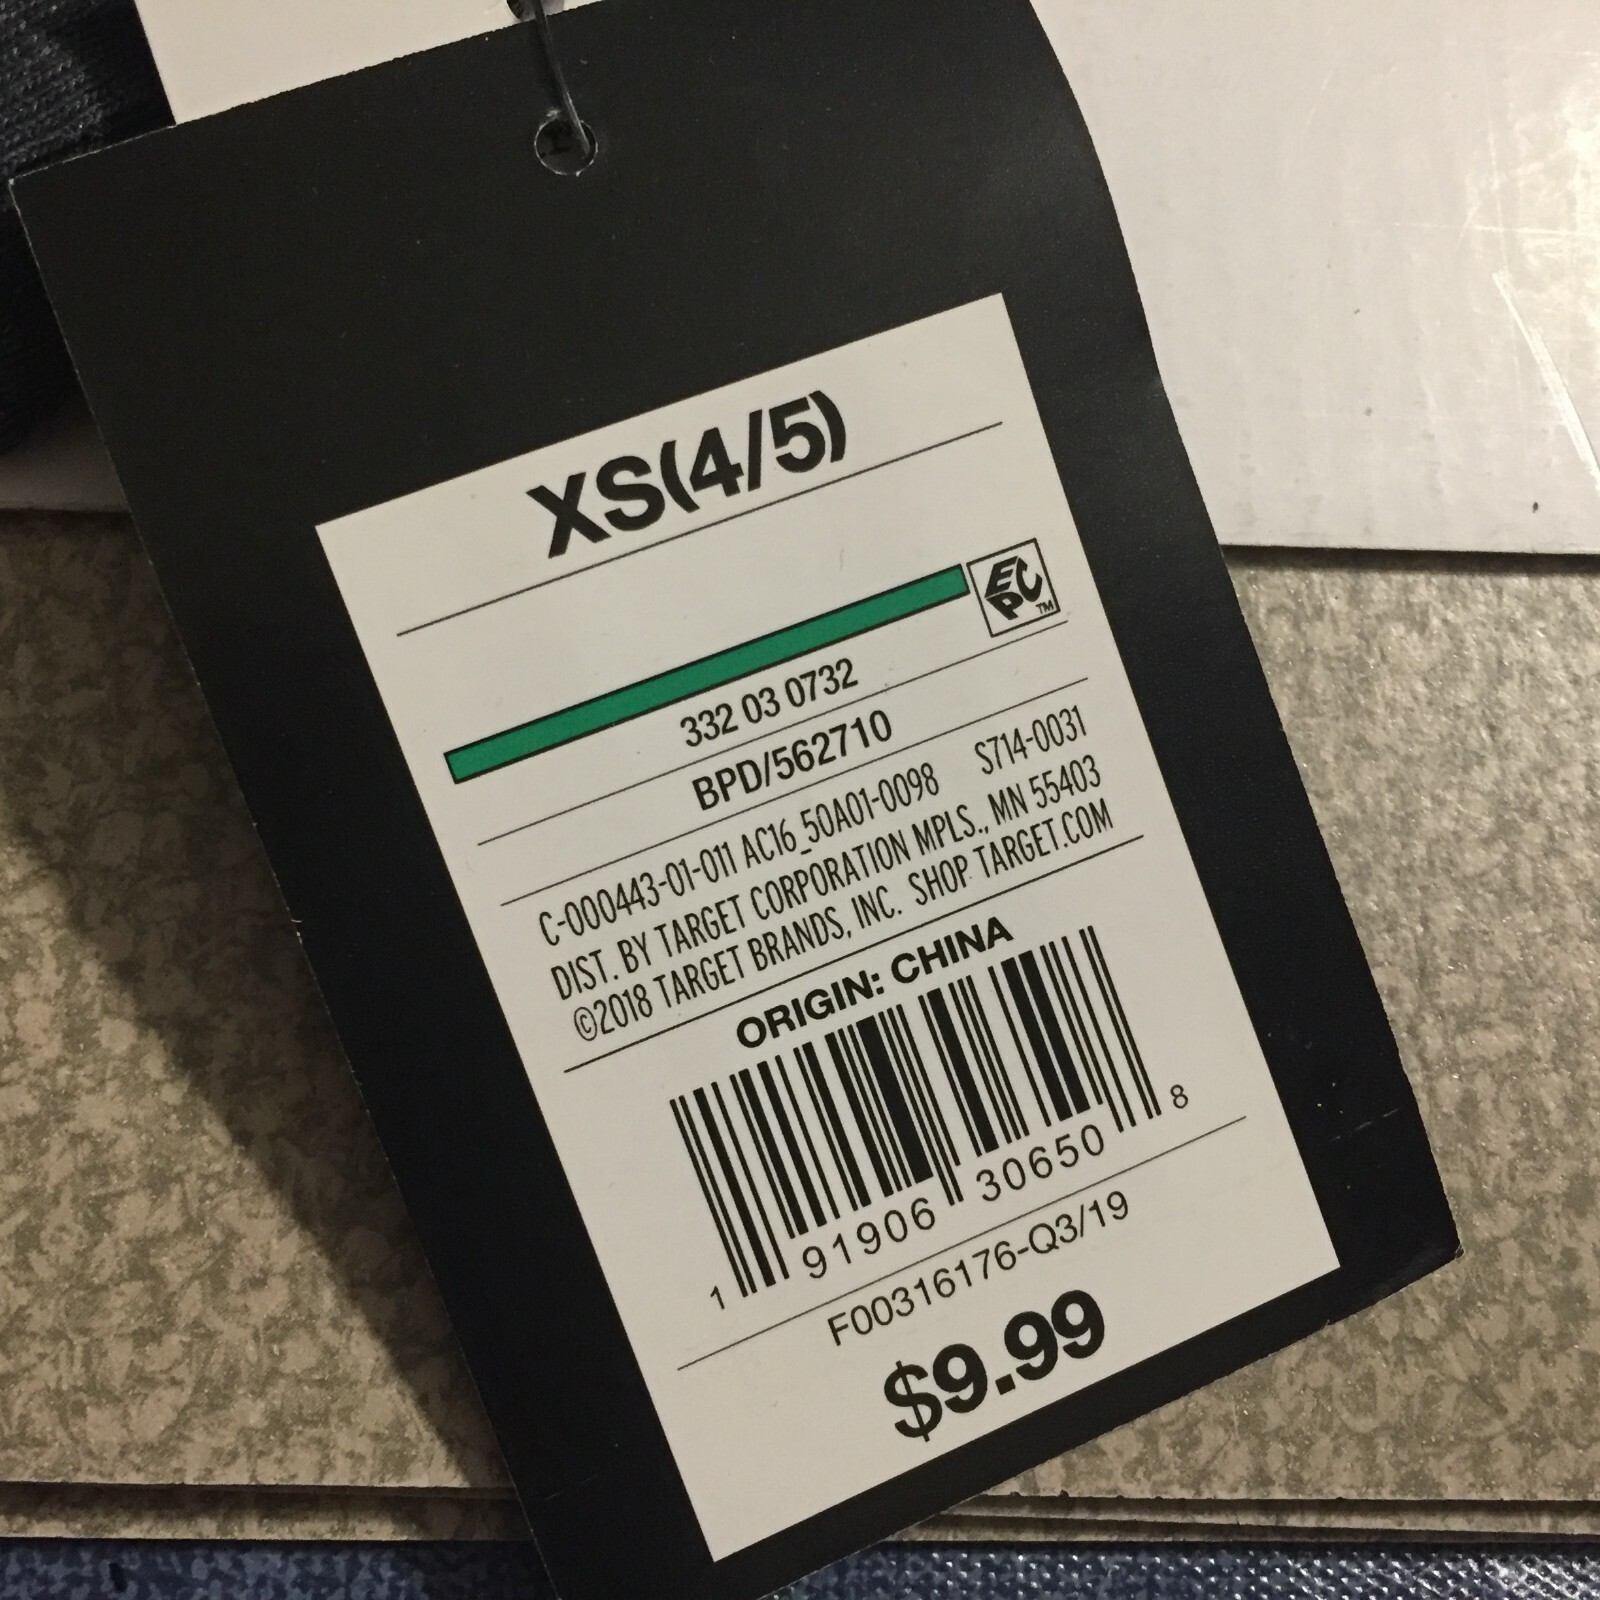 XS(4/5)
EPC™
332 03 0732
BPD/562710
C-000443-01-011 AC16_50A01-0098 S714-0031
DIST. BY TARGET CORPORATION MPLS., MN 55403
©2018 TARGET BRANDS, INC. SHOP TARGET.COM
ORIGIN: CHINA
1 91906 30650 8
F00316176-Q3/19
$9.99